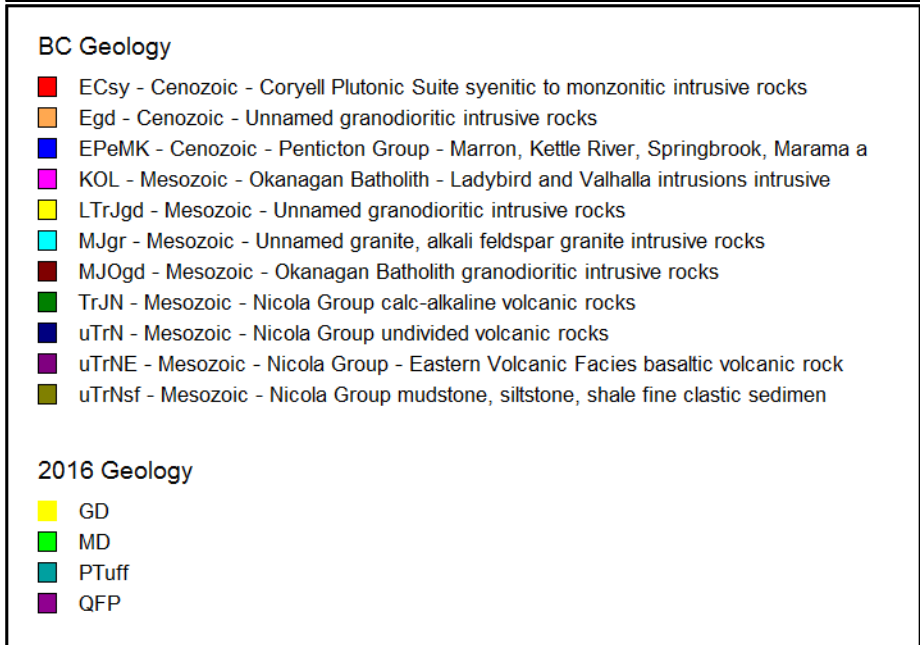 BC Geology
ECsy - Cenozoic - Coryell Plutonic Suite syenitic to monzonitic intrusive rocks
Egd - Cenozoic - Unnamed granodioritic intrusive rocks
EPeMK - Cenozoic - Penticton Group - Marron, Kettle River, Springbrook, Marama a
KOL - Mesozoic - Okanagan Batholith - Ladybird and Valhalla intrusions intrusive
LTrJgd - Mesozoic - Unnamed granodioritic intrusive rocks
MJgr - Mesozoic - Unnamed granite, alkali feldspar granite intrusive rocks
MJOgd - Mesozoic - Okanagan Batholith granodioritic intrusive rocks
TrJN - Mesozoic - Nicola Group calc-alkaline volcanic rocks
uTrN - Mesozoic - Nicola Group undivided volcanic rocks
uTrNE - Mesozoic - Nicola Group - Eastern Volcanic Facies basaltic volcanic rock
uTrNsf - Mesozoic - Nicola Group mudstone, siltstone, shale fine clastic sedimen
2016 Geology
GD
MD
PTuff
QFP